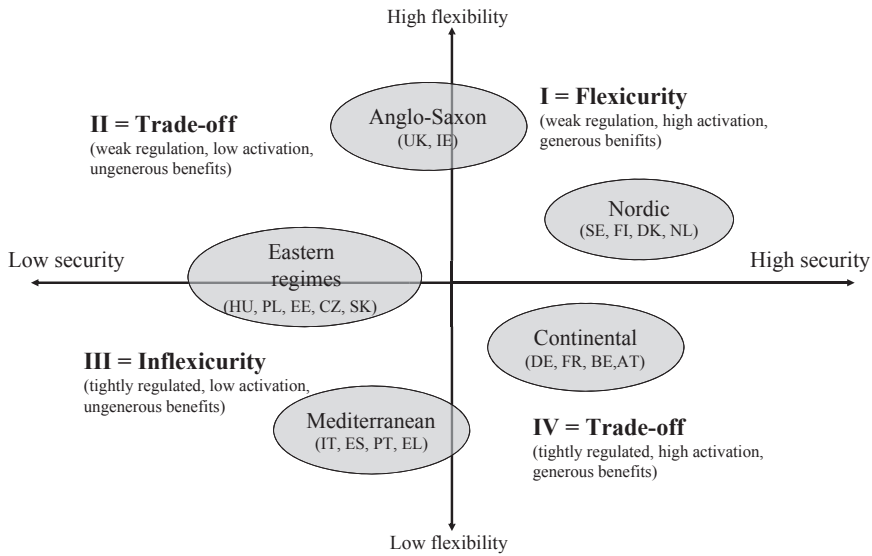 High flexibility
I = Flexicurity
(weak regulation, high activation,
generous benifits)
II = Trade-off
(weak regulation, low activation,
ungenerous benefits)
Anglo-Saxon
(UK, IE)
Nordic
(SE, FI, DK, NL)
Low security
Eastern
regimes
(HU, PL, EE, CZ, SK)
High security
Continental
(DE, FR, BE,AT)
III = Inflexicurity
(tightly regulated, low activation,
ungenerous benefits)
Mediterranean
(IT, ES, PT, EL)
IV = Trade-off
(tightly regulated, high activation,
generous benefits)
Low flexibility